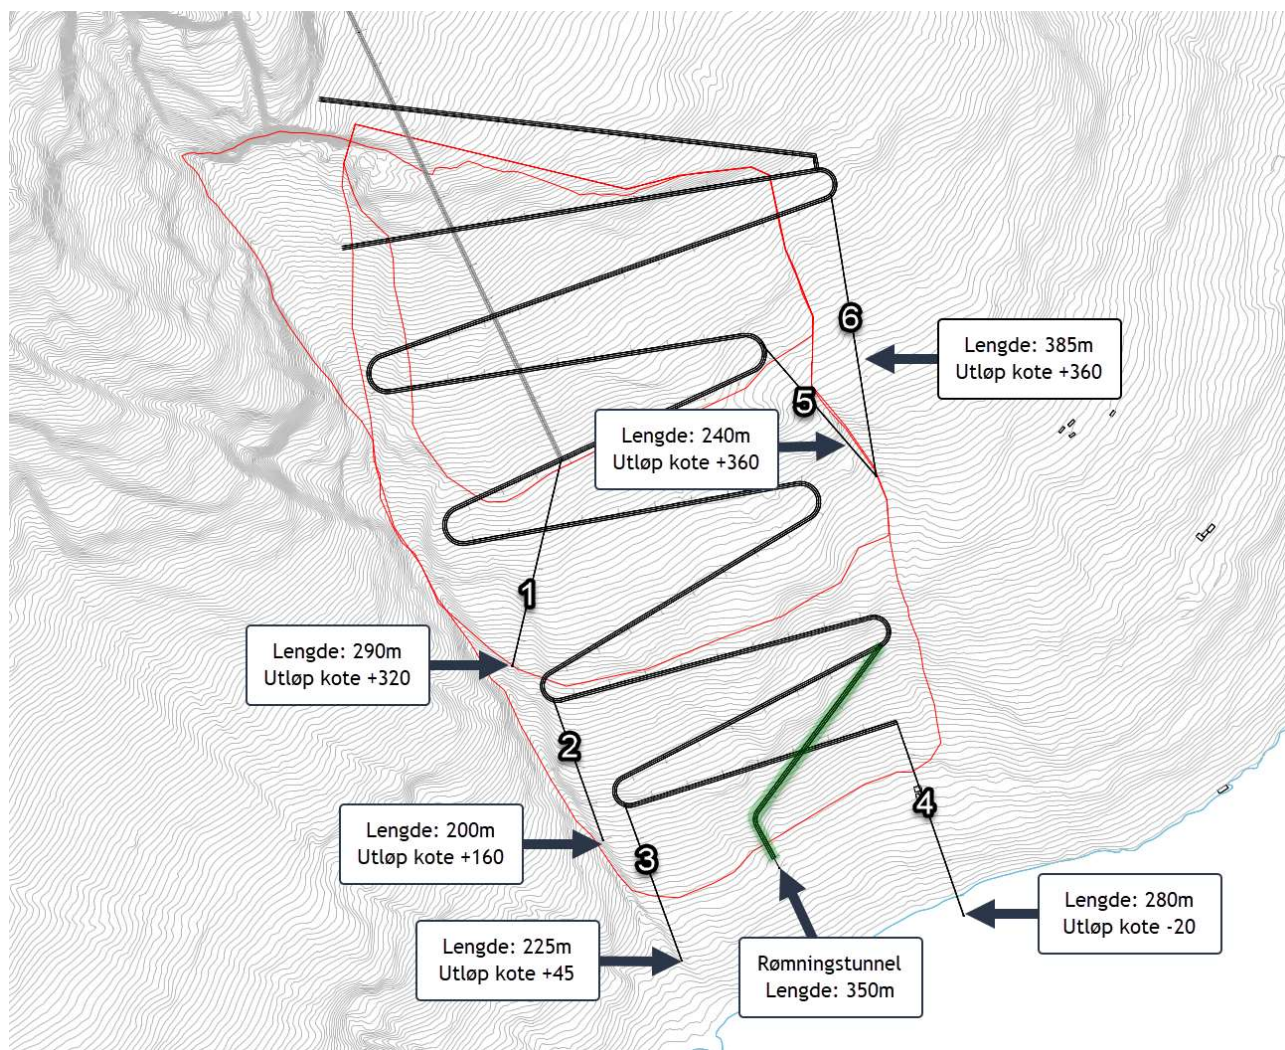 6
Lengde: 385m
Utløp kote +360
5
Lengde: 240m
Utløp kote +360
1
Lengde: 290m
Utløp kote +320
2
Lengde: 200m
Utløp kote +160
4
3
Lengde: 280m
Utløp kote -20
Lengde: 225m
Utløp kote +45
Rømningstunnel
Lengde: 350m